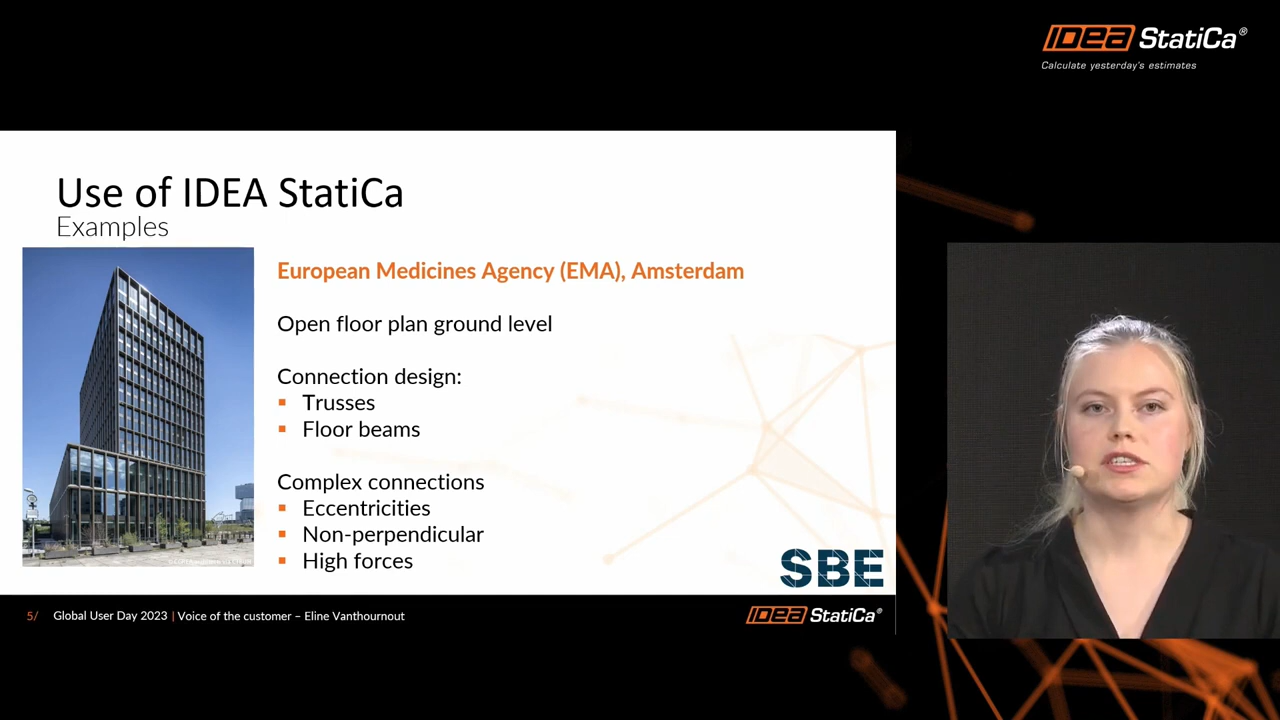 IDEA StatiCa®
Calculate yesterday's estimates
Use of IDEA StatiCa
Examples
European Medicines Agency (EMA), Amsterdam
Open floor plan ground level
Connection design:
▪ Trusses
▪ Floor beams
Complex connections
▪ Eccentricities
▪ Non-perpendicular
▪ High forces
SBE
5/ Global User Day 2023 | Voice of the customer – Eline Vanthournout
IDEA StatiCa®